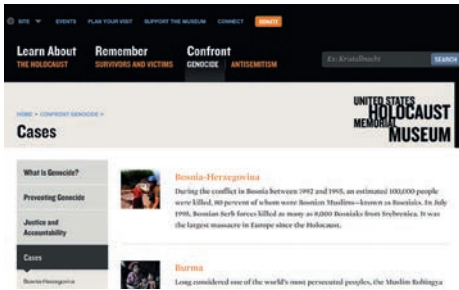 SITE EVENTS PLAN YOUR VISIT SUPPORT THE MUSEUM CONNECT DONATE
Learn About Remember Confront
THE HOLOCAUST SURVIVORS AND VICTIMS GENOCIDE ANTISEMITISM
Ex: Kristallnacht SEARCH
HOME > CONFRONT GENOCIDE >
Cases
UNITED STATES
HOLOCAUST
MEMORIAL
MUSEUM
What Is Genocide?
Preventing Genocide
Justice and
Accountability
Cases
Bosnia-Herzegovina
Bosnia-Herzegovina
During the conflict in Bosnia between 1992 and 1995, an estimated 100,000 people
were killed, 80 percent of whom were Bosnian Muslims—known as Bosniaks. In July
1995, Bosnian Serb forces killed as many as 8,000 Bosniaks from Srebrenica. It was
the largest massacre in Europe since the Holocaust.
Burma
Long considered one of the world's most persecuted peoples, the Muslim Rohingya